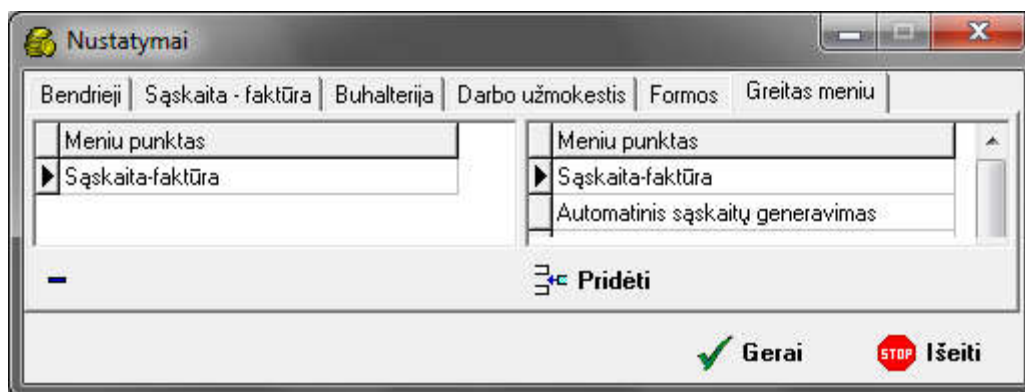 Nustatymai
Bendrieji Sąskaita - faktūra Buhalterija Darbo užmokestis Formos Greitas meniu
Meniu punktas Meniu punktas
Sąskaita-faktūra Sąskaita-faktūra
Automatinis sąskaitų generavimas
Pridėti
Gerai STOP Išeiti